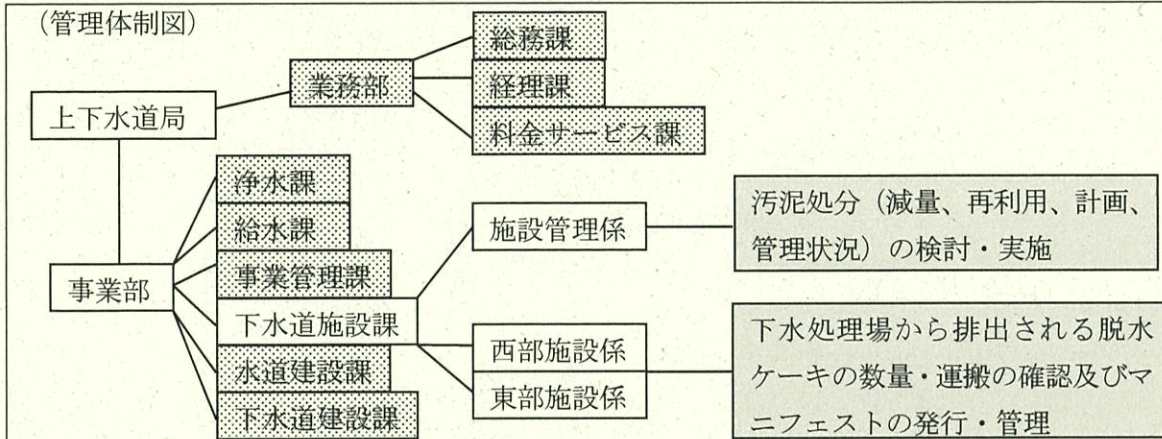 (管理体制図)
上下水道局
業務部
総務課
経理課
料金サービス課
事業部
浄水課
給水課
事業管理課
下水道施設課
水道建設課
下水道建設課
施設管理係
西部施設係
東部施設係
汚泥処分（減量、再利用、計画、
管理状況）の検討・実施
下水処理場から排出される脱水
ケーキの数量・運搬の確認及びマ
ニフェストの発行・管理